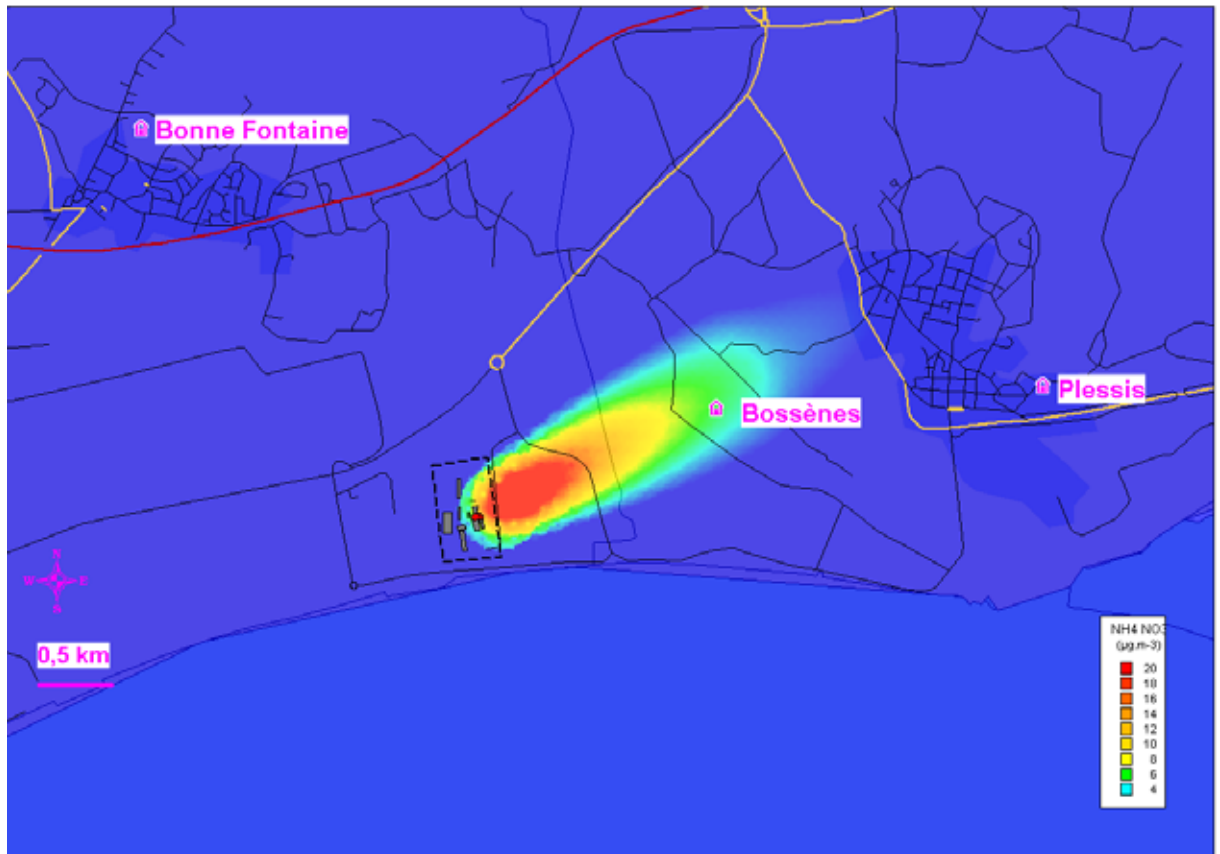 Bonne Fontaine
Plessis
Bossènes
N
W E
S
0,5 km
NH4 NO3
(µg.m-3)
20
18
16
14
12
10
8
6
4